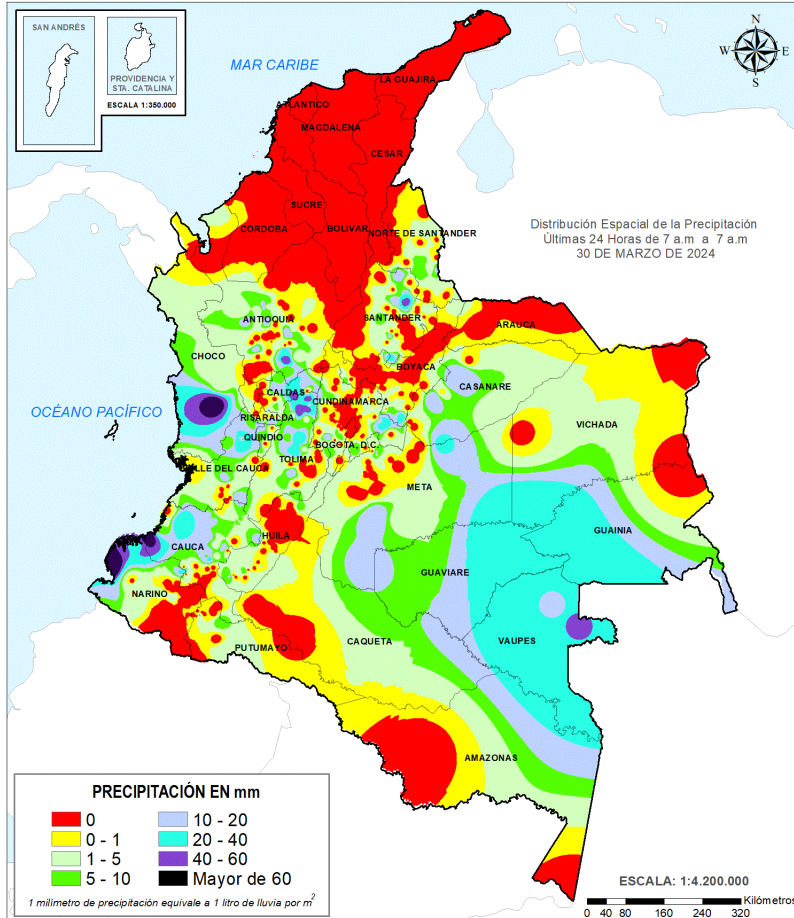 SAN ANDRÉS
PROVIDENCIA Y
STA. CATALINA
ESCALA 1:350.000
MAR CARIBE
N
W
E
S
LA GUAJIRA
ATLANTICO
MAGDALENA
CESAR
SUCRE
CORDOBA
BOLIVAR
NORTE DE SANTANDER
Distribución Espacial de la Precipitación
Últimas 24 Horas de 7 a.m a 7 a.m
30 DE MARZO DE 2024
ANTIOQUIA
SANTANDER
ARAUCA
CHOCO
BOYACA
CASANARE
OCÉANO PACÍFICO
CALDAS
CUNDINAMARCA
RISARALDA
VICHADA
QUINDIO
BOGOTA, D.C.
TOLIMA
VALLE DEL CAUCA
META
GUAINIA
HUILA
CAUCA
GUAVIARE
NARINO
VAUPES
CAQUETA
PUTUMAYO
AMAZONAS
PRECIPITACIÓN EN mm
0
0 - 1
1 - 5
5 - 10
10 - 20
20 - 40
40 - 60
Mayor de 60
1 milímetro de precipitación equivale a 1 litro de lluvia por m²
ESCALA: 1:4.200.000
Kilómetros
0 40 80 160 240 320